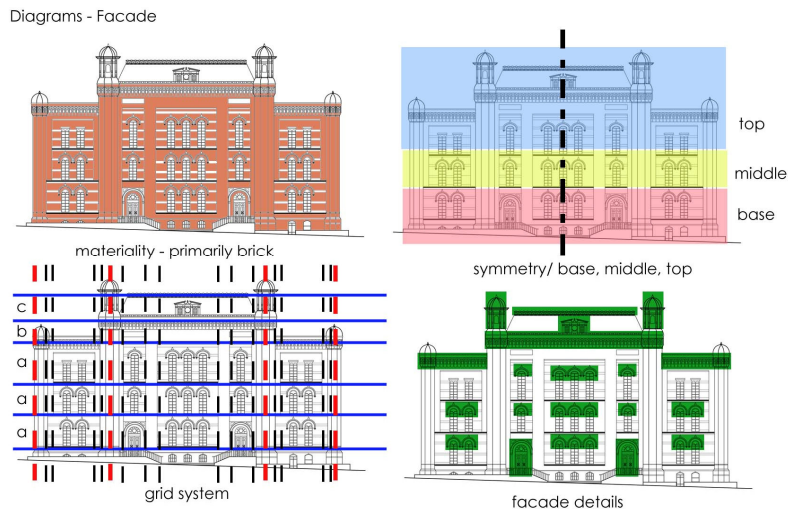 Diagrams - Facade
top
middle
base
materiality - primarily brick
symmetry/ base, middle, top
c
b
a
a
a
grid system
facade details